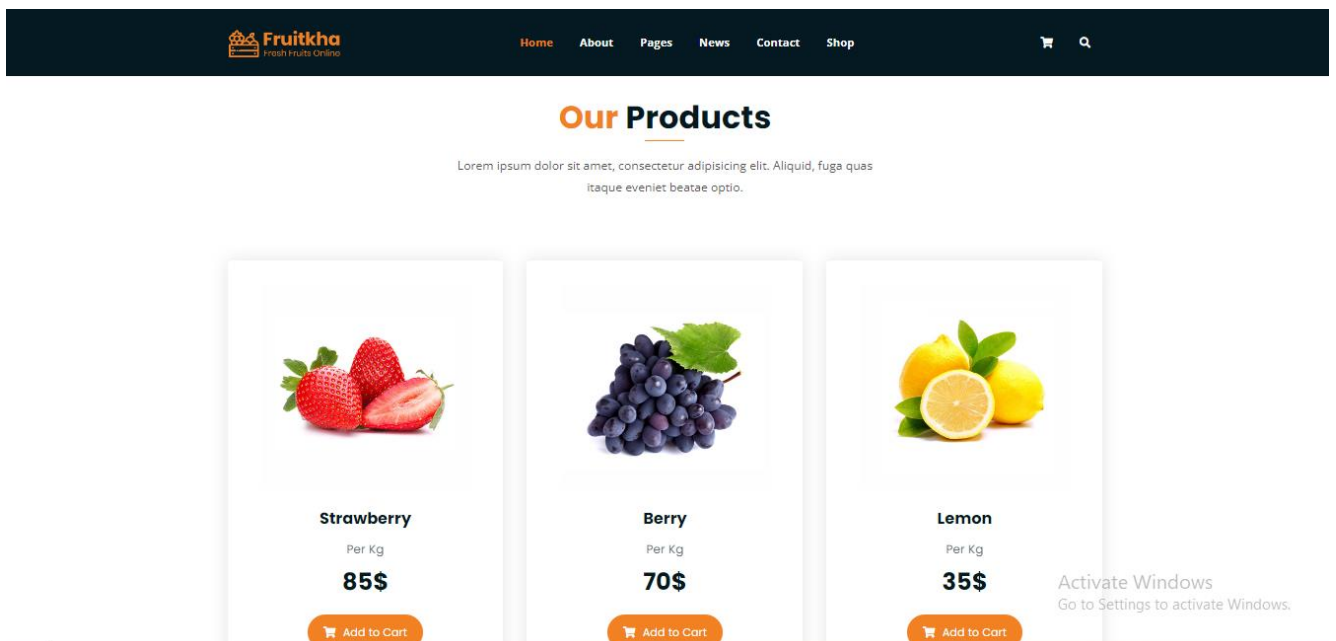 Fruitkha
Fresh Fruits Online
Home About Pages News Contact Shop
Our Products
Lorem ipsum dolor sit amet, consectetur adipisicing elit. Aliquid, fuga quas
itaque eveniet beatae optio.
Strawberry
Per Kg
85$
Add to Cart
Berry
Per Kg
70$
Add to Cart
Lemon
Per Kg
35$
Add to Cart
Activate Windows
Go to Settings to activate Windows.